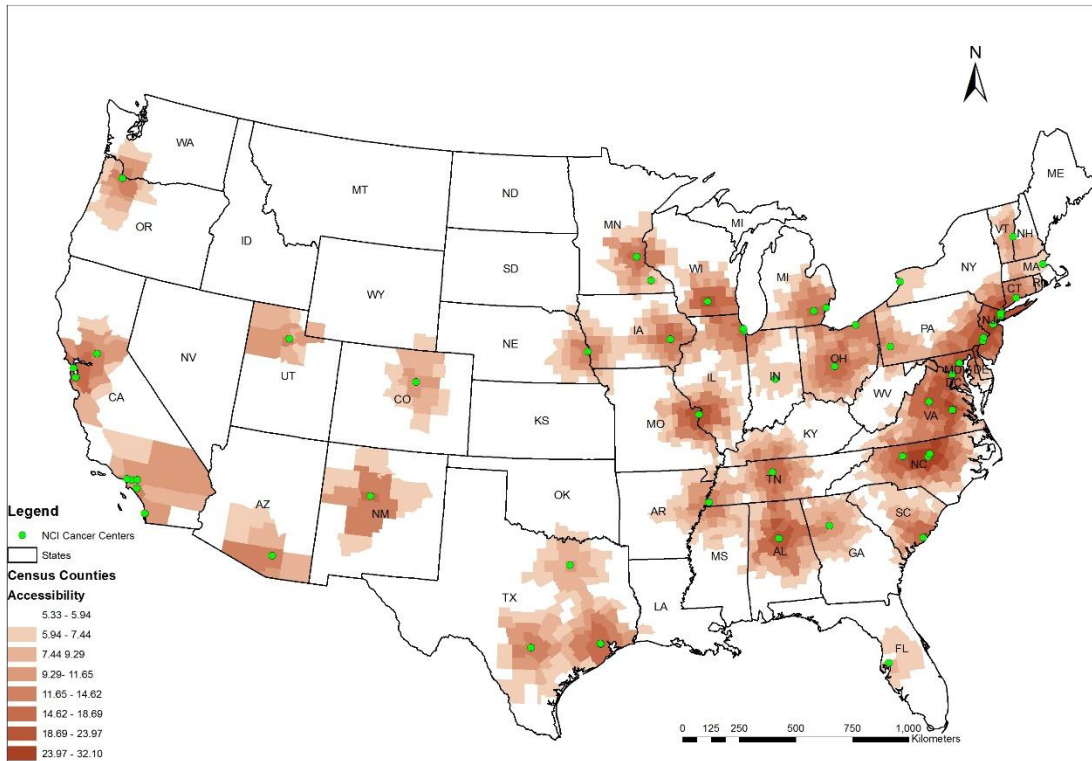 N
WA
MT
ND
ME
MN
VT
NH
OR
ID
SD
WI
MI
MI
NY
MA
RI
CT
WY
IA
PA
NJ
NE
NV
OH
IL
IN
MD
DE
DC
UT
CO
CA
WV
VA
KS
MO
KY
NC
TN
OK
AR
SC
AZ
NM
MS
AL
GA
LA
TX
FL
Legend
NCI Cancer Centers
States
Census Counties
Accessibility
5.33 - 5.94
5.94 - 7.44
7.44 9.29
9.29- 11.65
11.65 - 14.62
14.62 - 18.69
18.69 - 23.97
23.97 - 32.10
0 125 250 500 750 1,000
Kilometers